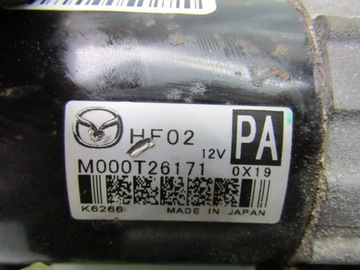 HF02 12V PA
M000T26171 0X19
K6266 MADE IN JAPAN